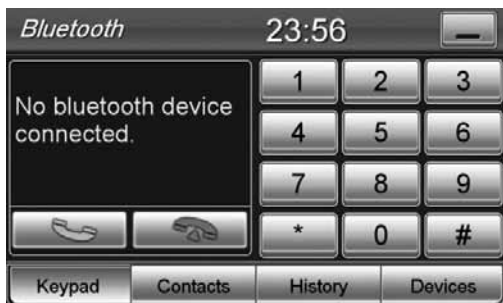 Bluetooth 23:56
No bluetooth device
connected.
1 2 3
4 5 6
7 8 9
* 0 #
Keypad Contacts History Devices